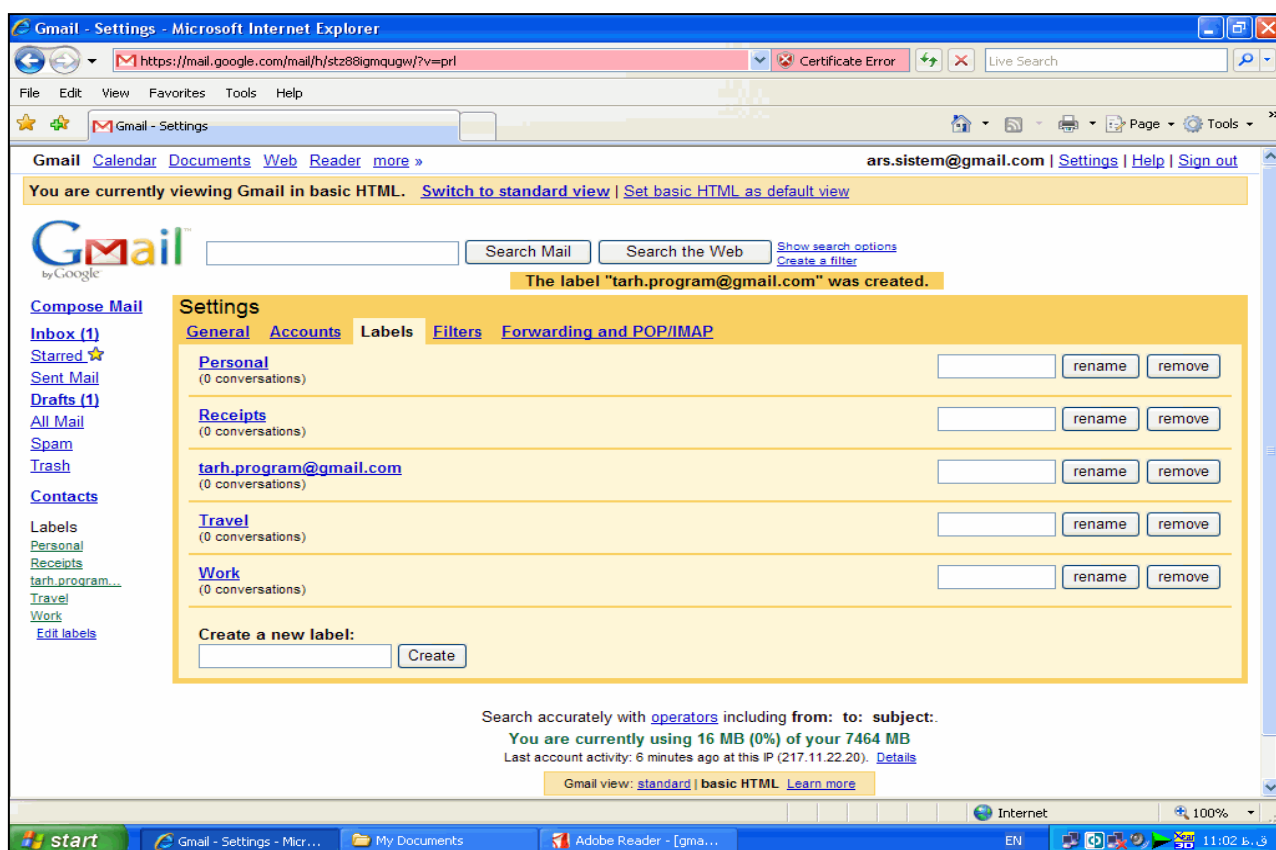 Gmail - Settings - Microsoft Internet Explorer
https://mail.google.com/mail/h/stz88igmqugw/?v=prl Certificate Error Live Search
File Edit View Favorites Tools Help
Gmail - Settings Page Tools »
Gmail Calendar Documents Web Reader more » ars.sistem@gmail.com | Settings | Help | Sign out
You are currently viewing Gmail in basic HTML. Switch to standard view | Set basic HTML as default view
Gmail™
by Google
Search Mail Search the Web
Show search options
Create a filter
The label "tarh.program@gmail.com" was created.
Compose Mail
Inbox (1)
Starred
Sent Mail
Drafts (1)
All Mail
Spam
Trash
Contacts
Labels
Personal
Receipts
tarh.program...
Travel
Work
Edit labels
Settings
General Accounts Labels Filters Forwarding and POP/IMAP
Personal rename remove
(0 conversations)
Receipts rename remove
(0 conversations)
tarh.program@gmail.com rename remove
(0 conversations)
Travel rename remove
(0 conversations)
Work rename remove
(0 conversations)
Create a new label:
Create
Search accurately with operators including from: to: subject:.
You are currently using 16 MB (0%) of your 7464 MB
Last account activity: 6 minutes ago at this IP (217.11.22.20). Details
Gmail view: standard | basic HTML Learn more
Internet 100%
start Gmail - Settings - Micr... My Documents Adobe Reader - [gma... EN 11:02 ق.ظ